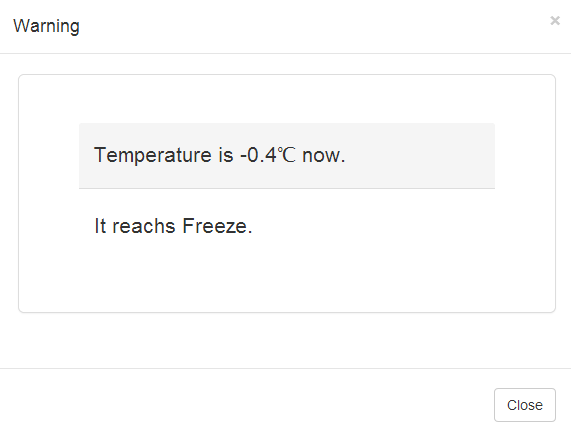 Warning
×
Temperature is -0.4℃ now.
It reachs Freeze.
Close